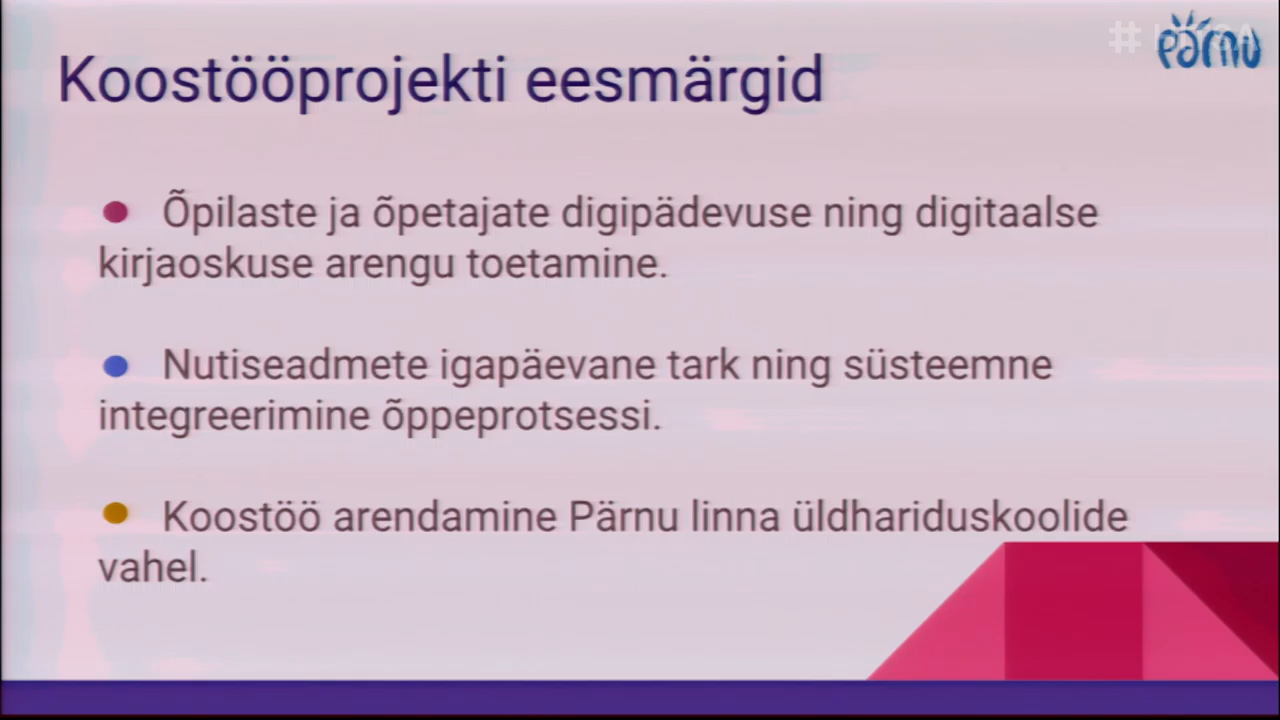 Koostööprojekti eesmärgid
Pärnu
Õpilaste ja õpetajate digipädevuse ning digitaalse
kirjaoskuse arengu toetamine.
Nutiseadmete igapäevane tark ning süsteemne
integreerimine õppeprotsessi.
Koostöö arendamine Pärnu linna üldhariduskoolide
vahel.